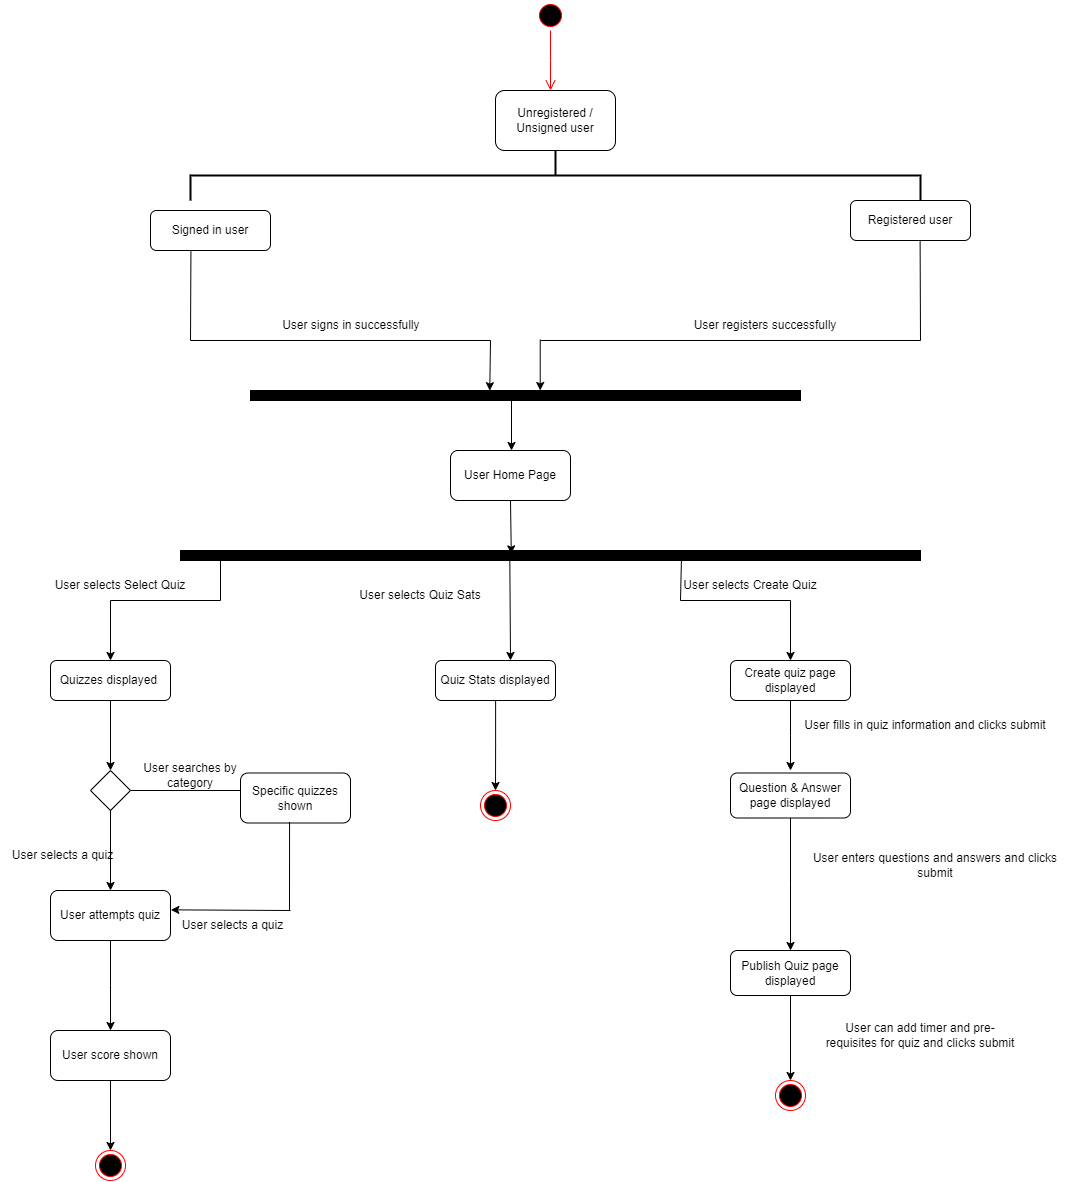 Unregistered /
Unsigned user
Signed in user
Registered user
User signs in successfully
User registers successfully
User Home Page
User selects Select Quiz
User selects Quiz Sats
User selects Create Quiz
Quizzes displayed
Quiz Stats displayed
Create quiz page
displayed
User fills in quiz information and clicks submit
User searches by
category
Specific quizzes
shown
Question & Answer
page displayed
User selects a quiz
User enters questions and answers and clicks
submit
User attempts quiz
User selects a quiz
Publish Quiz page
displayed
User can add timer and pre-
requisites for quiz and clicks submit
User score shown